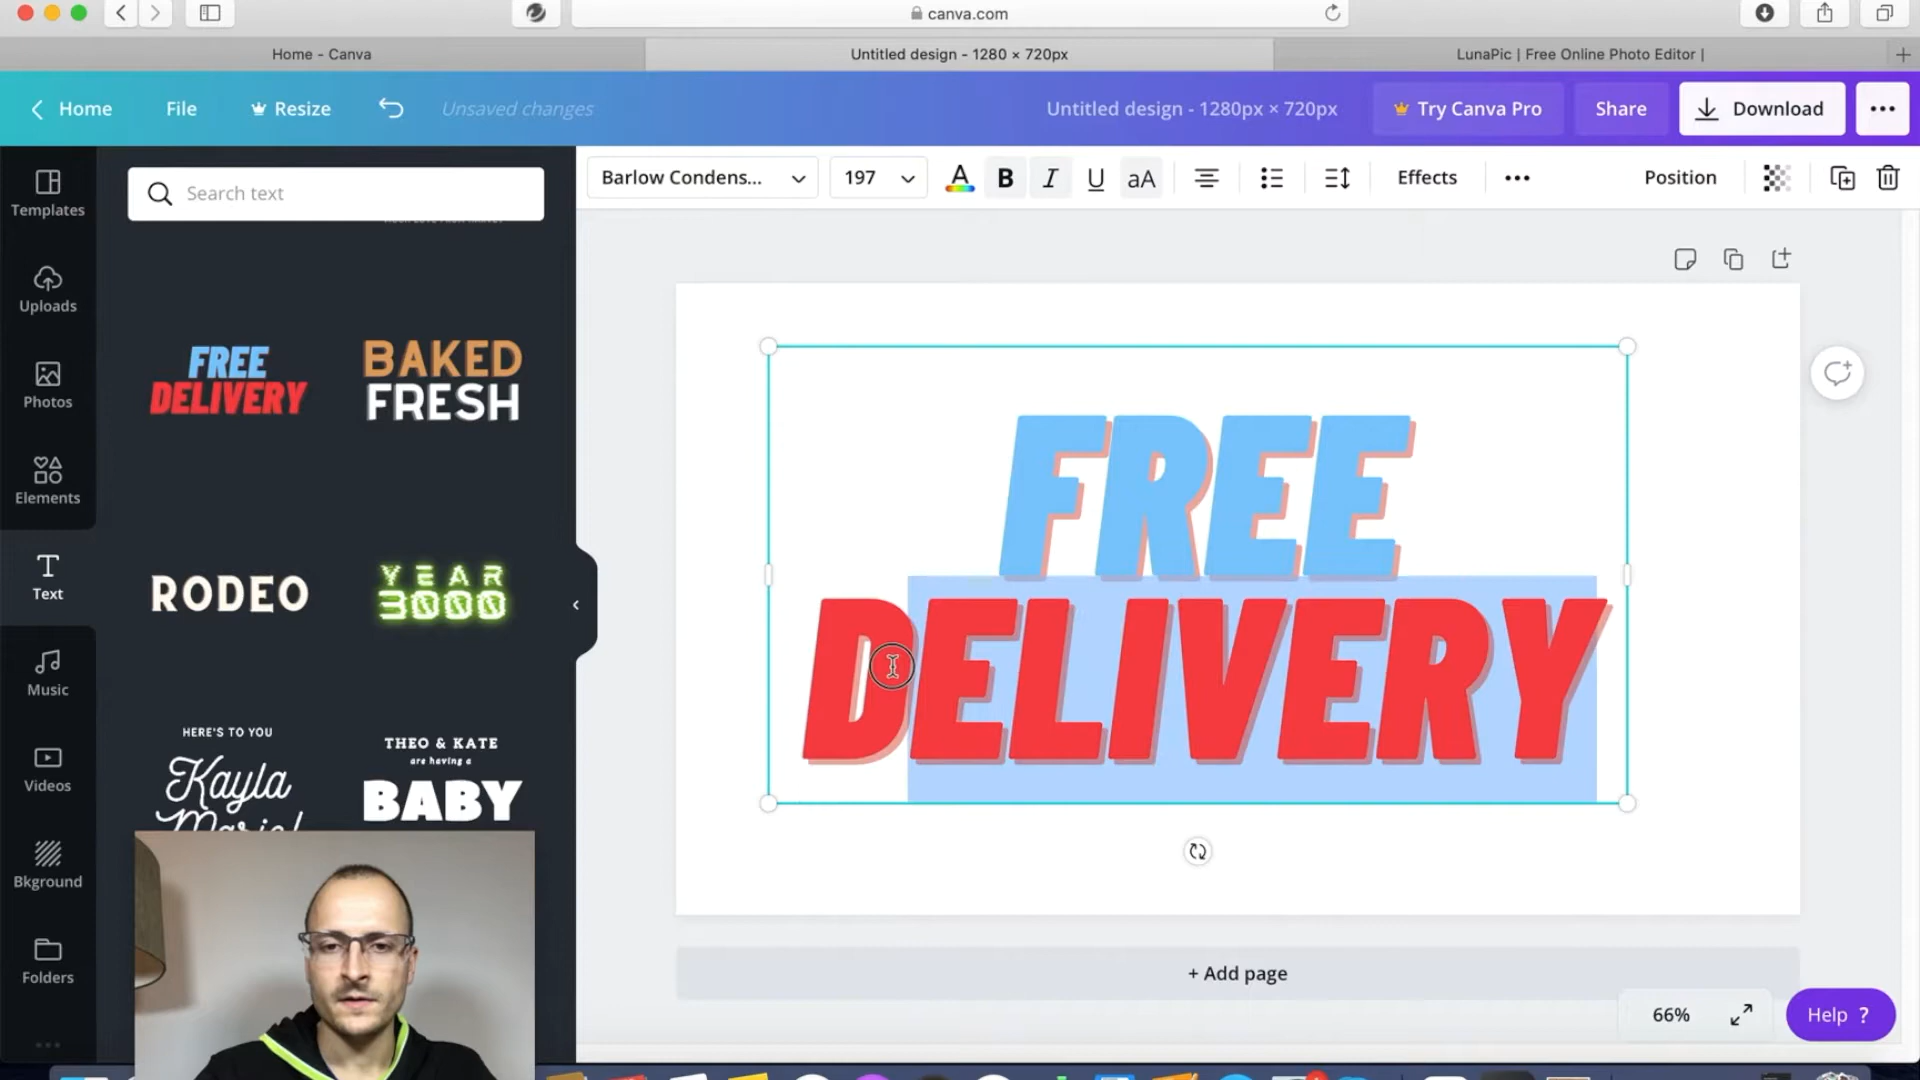 canva.com
Home - Canva
Untitled design - 1280 × 720px
LunaPic | Free Online Photo Editor |
Home
File
Resize
Unsaved changes
Untitled design - 1280px × 720px
Try Canva Pro
Share
Download
Barlow Condens...
197
A
B
I
U
aA
Effects
Position
Search text
Templates
Uploads
Photos
Elements
Text
Music
Videos
Bkground
Folders
FREE
DELIVERY
BAKED
FRESH
RODEO
YEAR
3000
HERE'S TO YOU
Kayla
Marie!
THEO & KATE
are having a
BABY
FREE
DELIVERY
+ Add page
66%
Help ?